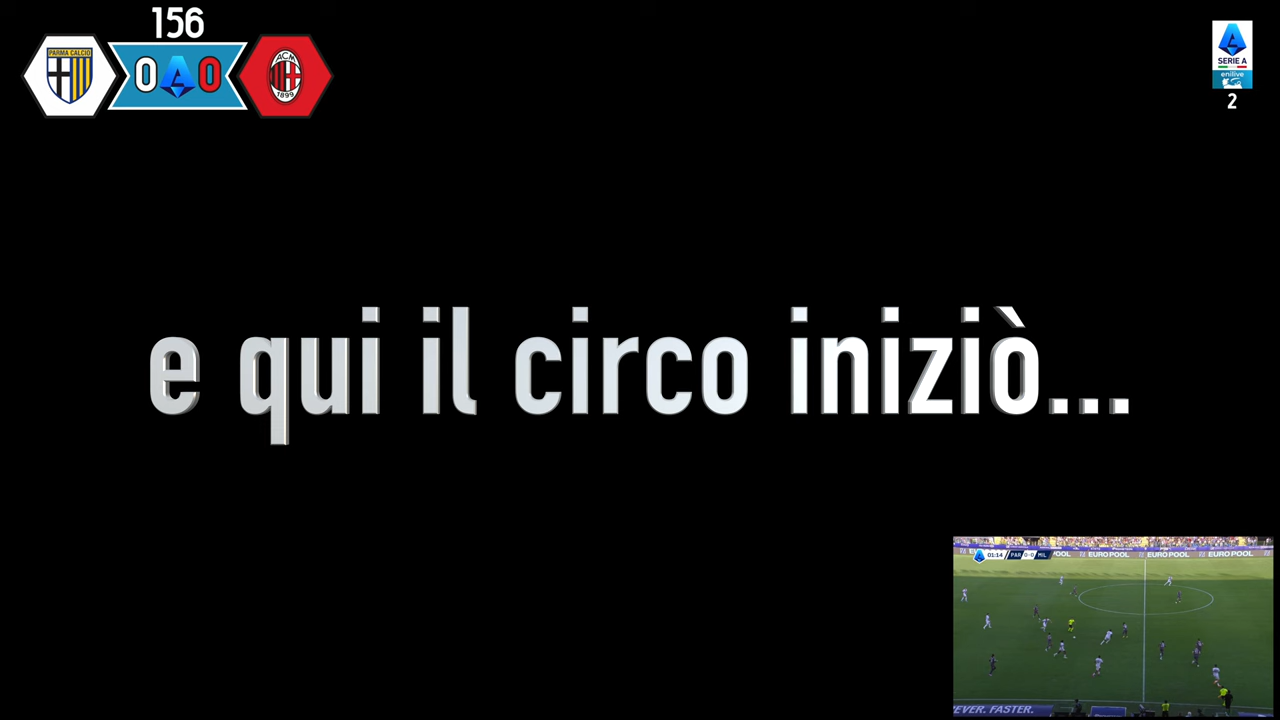 156
PARMA CALCIO
0 0
ACM
1899
SERIE A
enilive
2
e qui il circo iniziò...
EUROPOOL EUROPOOL EUROPOOL
01:14 PAR 0-0 MIL
EVER. FASTER.